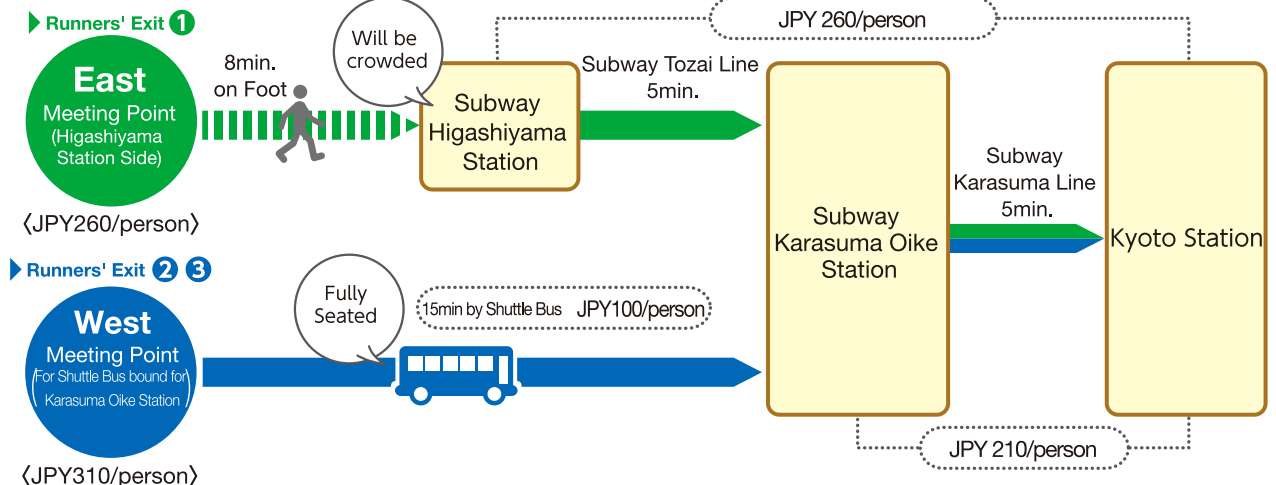 Runners' Exit 1
East
Meeting Point
(Higashiyama
Station Side)
〈JPY260/person〉
8min.
on Foot
Will be
crowded
Subway
Higashiyama
Station
Subway Tozai Line
5min.
JPY 260/person
Subway
Karasuma Oike
Station
Subway
Karasuma Line
5min.
Kyoto Station
Runners' Exit 2 3
West
Meeting Point
(For Shuttle Bus bound for
Karasuma Oike Station)
〈JPY310/person〉
Fully
Seated
15min by Shuttle Bus JPY100/person
JPY 210/person